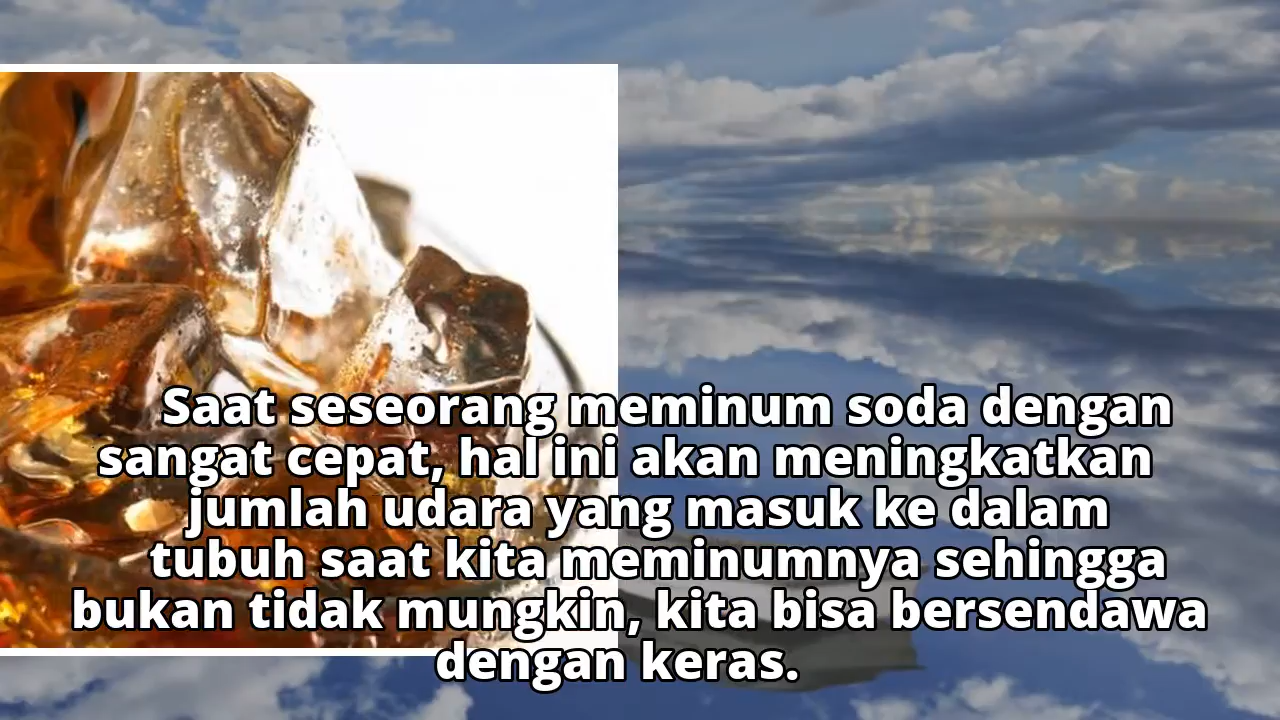 Saat seseorang meminum soda dengan
sangat cepat, hal ini akan meningkatkan
jumlah udara yang masuk ke dalam
tubuh saat kita meminumnya sehingga
bukan tidak mungkin, kita bisa bersendawa
dengan keras.